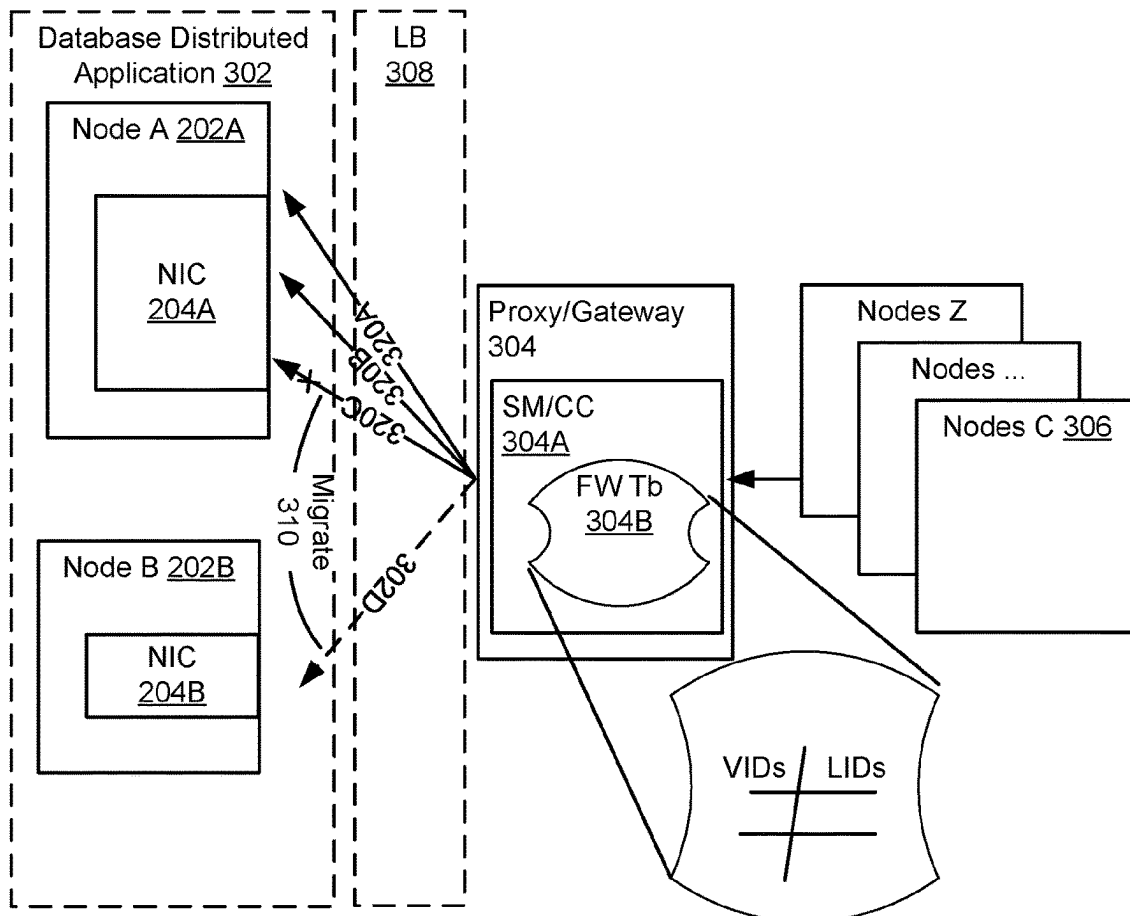 Database Distributed
Application 302
LB
308
Node A 202A
NIC
204A
320A
320B
320C
Migrate
310
302D
Node B 202B
NIC
204B
Proxy/Gateway
304
SM/CC
304A
FW Tb
304B
Nodes Z
Nodes ...
Nodes C 306
VIDs
LIDs